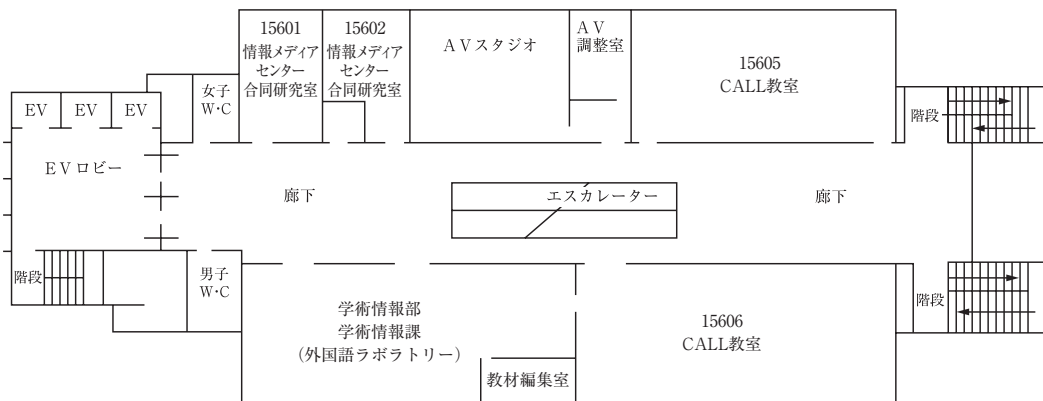 15601
情報メディア
センター
合同研究室
15602
情報メディア
センター
合同研究室
AVスタジオ
AV
調整室
15605
CALL教室
女子
W・C
EV
EV
EV
階段
EVロビー
廊下
エスカレーター
廊下
階段
男子
W・C
学術情報部
学術情報課
（外国語ラボラトリー）
教材編集室
15606
CALL教室
階段